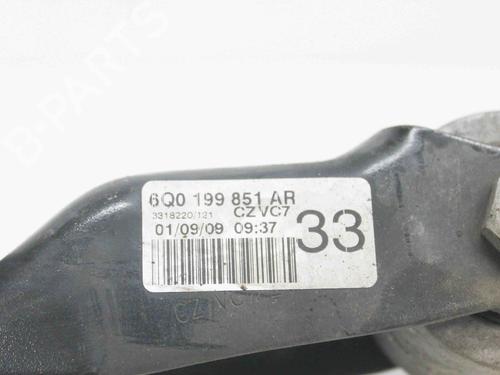 B-PARTS
6Q0 199 851 AR
3318220/121 CZVC7
01/09/09 09:37
33